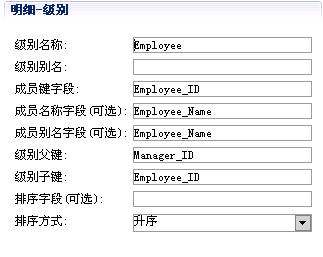 明细-级别
级别名称: Employee
级别别名:
成员键字段: Employee_ID
成员名称字段(可选): Employee_Name
成员别名字段(可选): Employee_Name
级别父键: Manager_ID
级别子键: Employee_ID
排序字段(可选):
排序方式: 升序